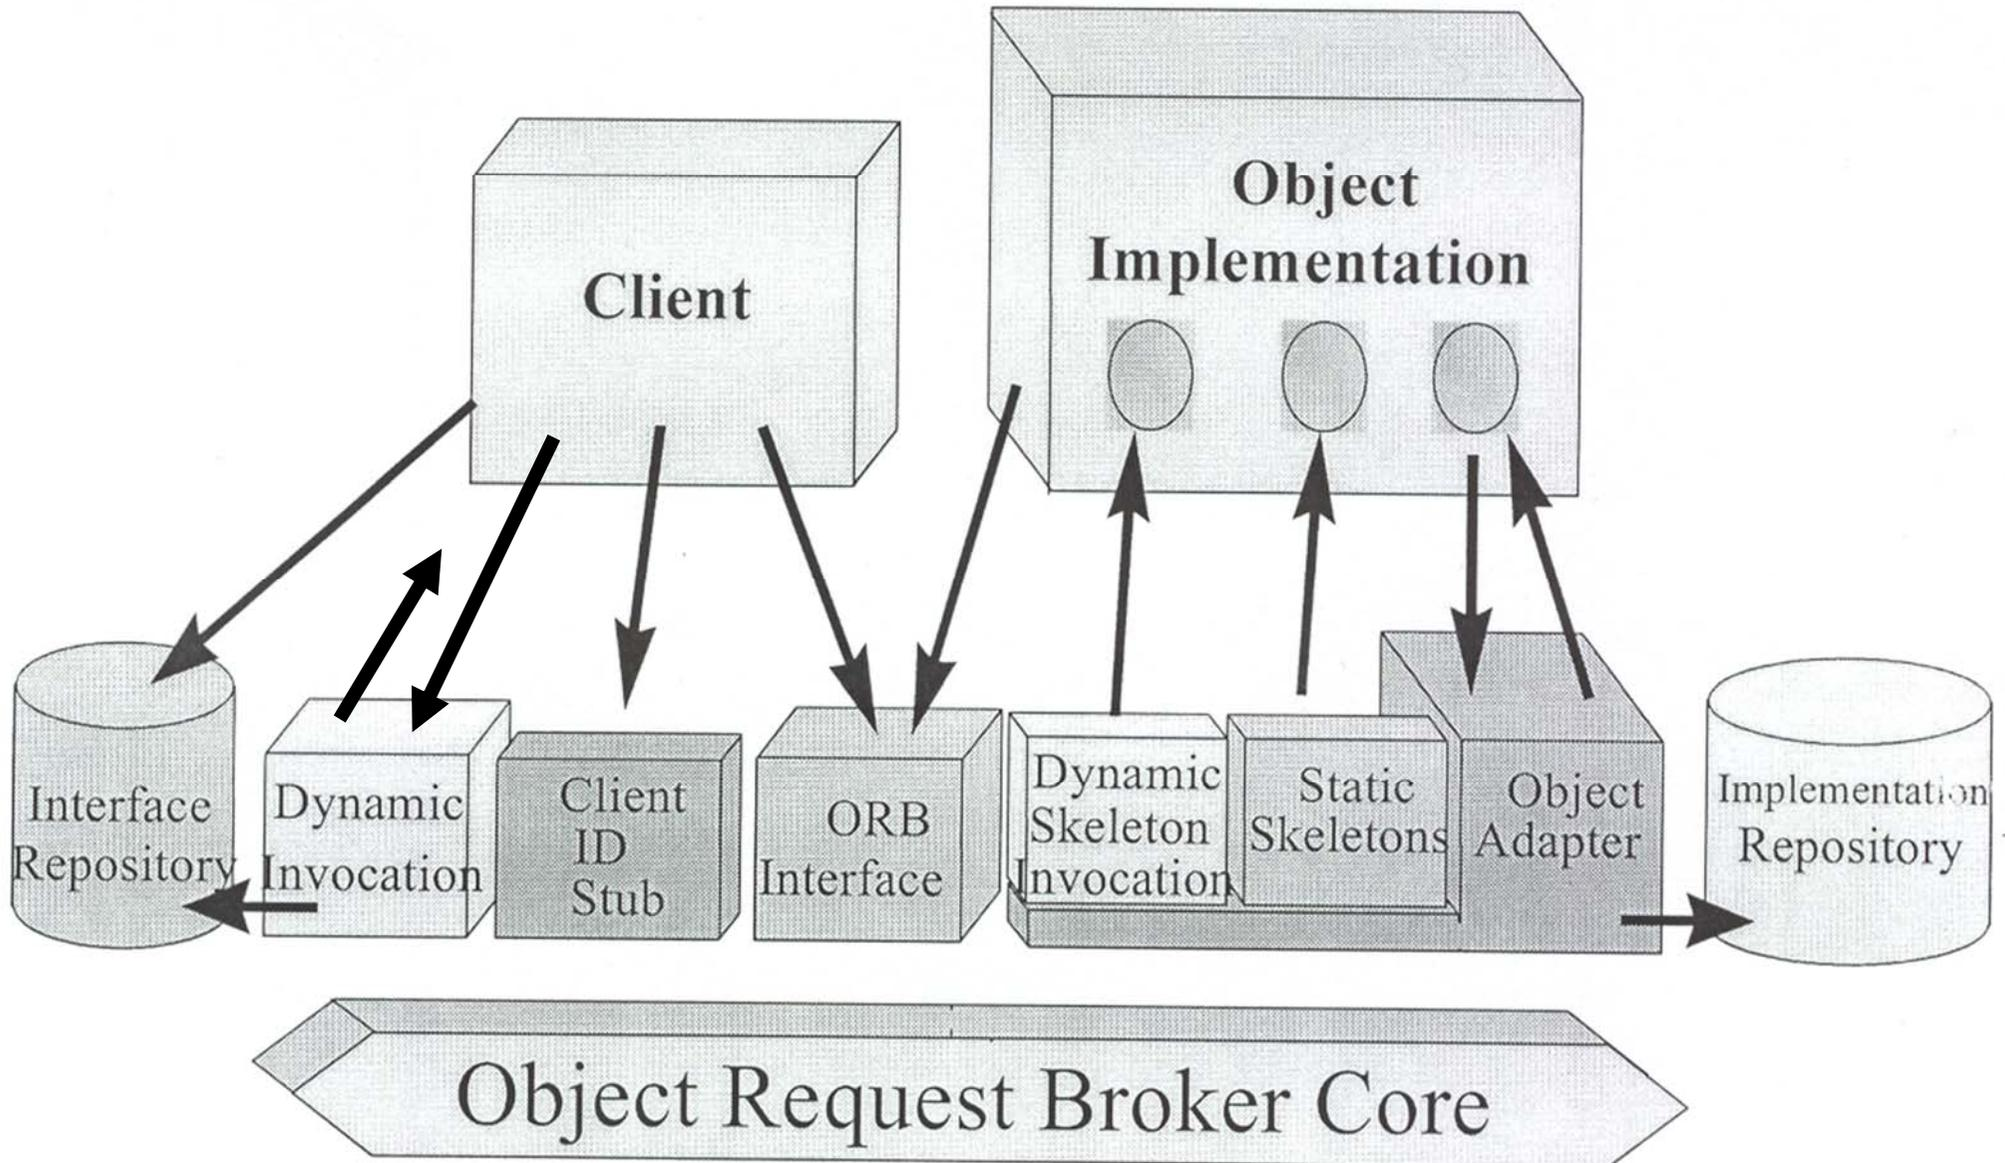 Object
Implementation
Client
Interface
Repository
Dynamic
Invocation
Client
ID
Stub
ORB
Interface
Dynamic
Skeleton
Invocation
Static
Skeletons
Object
Adapter
Implementation
Repository
Object Request Broker Core